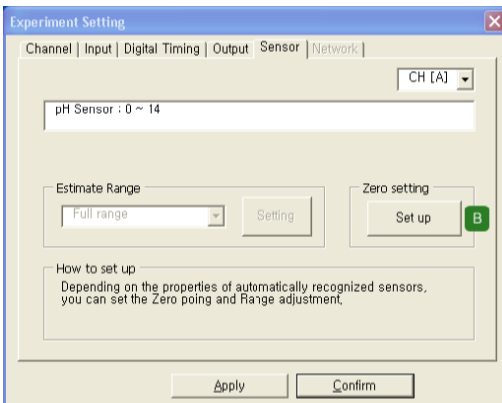 Experiment Setting
Channel | Input | Digital Timing | Output | Sensor | Network |
CH [A]
pH Sensor : 0 ~ 14
Estimate Range
Zero setting
Full range
Setting
Set up
B
How to set up
Depending on the properties of automatically recognized sensors,
you can set the Zero poing and Range adjustment,
Apply
Confirm